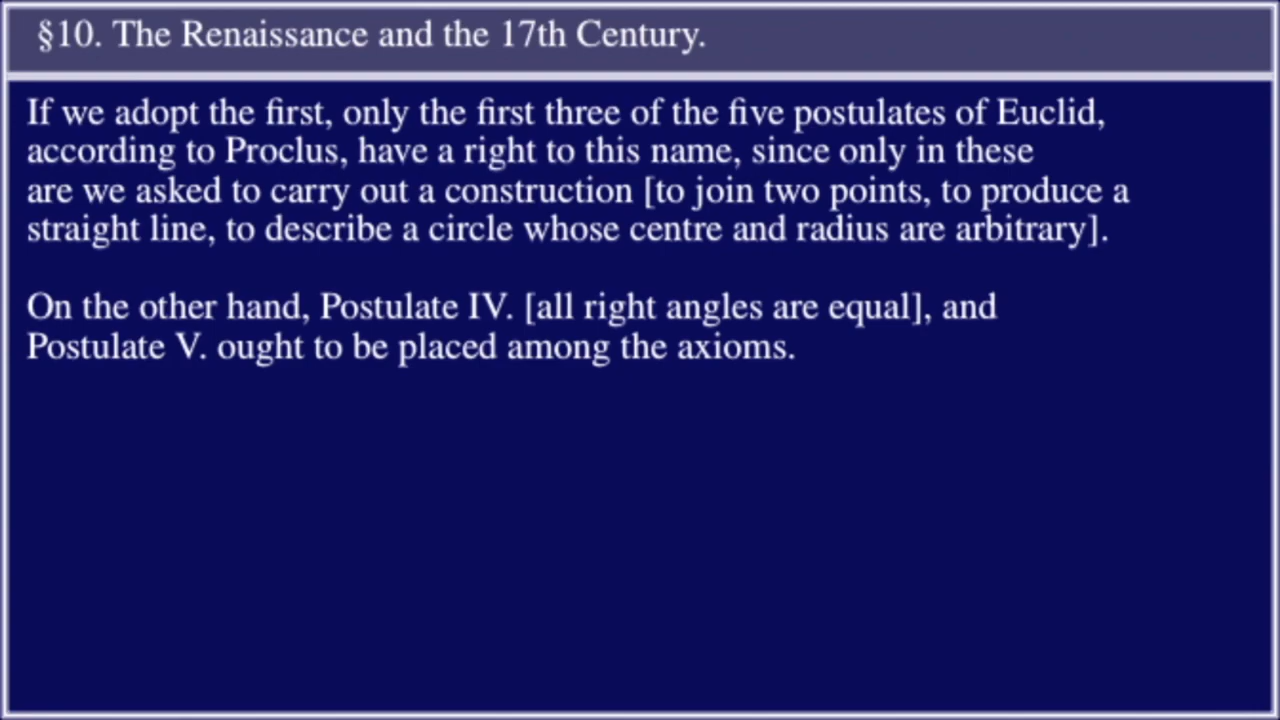 §10. The Renaissance and the 17th Century.
If we adopt the first, only the first three of the five postulates of Euclid,
according to Proclus, have a right to this name, since only in these
are we asked to carry out a construction [to join two points, to produce a
straight line, to describe a circle whose centre and radius are arbitrary].
On the other hand, Postulate IV. [all right angles are equal], and
Postulate V. ought to be placed among the axioms.